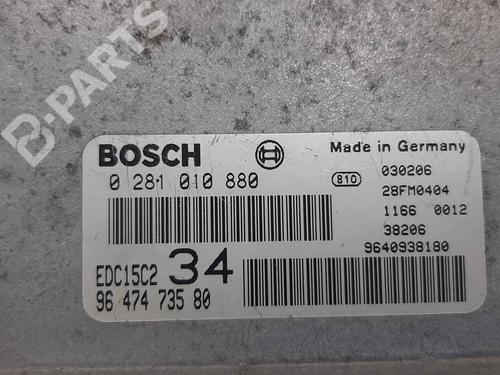 B-PARTS
BOSCH
Made in Germany
0 281 010 880
810
030206
28FM0404
1166 0012
38206
9640938180
EDC15C2 34
96 474 735 80